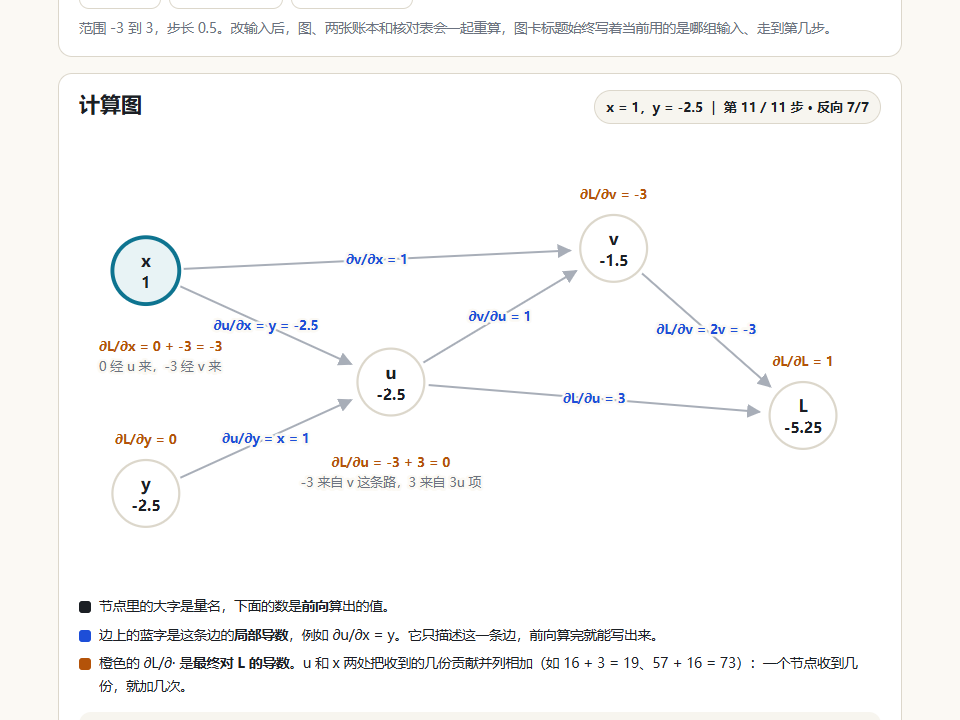 范围 -3 到 3，步长 0.5。改输入后，图、两张账本和核对表会一起重算，图卡标题始终写着当前用的是哪组输入、走到第几步。
计算图
x = 1，y = -2.5 ｜ 第 11 / 11 步 • 反向 7/7
∂L/∂v = -3
v
-1.5
x
1
∂v/∂x = 1
∂v/∂u = 1
∂u/∂x = y = -2.5
∂L/∂v = 2v = -3
∂L/∂x = 0 + -3 = -3
0 经 u 来，-3 经 v 来
∂L/∂L = 1
u
-2.5
∂L/∂u = 3
L
-5.25
∂L/∂y = 0
∂u/∂y = x = 1
∂L/∂u = -3 + 3 = 0
-3 来自 v 这条路，3 来自 3u 项
y
-2.5
节点里的大字是量名，下面的数是前向算出的值。
边上的蓝字是这条边的局部导数，例如 ∂u/∂x = y。它只描述这一条边，前向算完就能写出来。
橙色的 ∂L/∂· 是最终对 L 的导数。u 和 x 两处把收到的几份贡献并列相加（如 16 + 3 = 19、57 + 16 = 73）：一个节点收到几
份，就加几次。